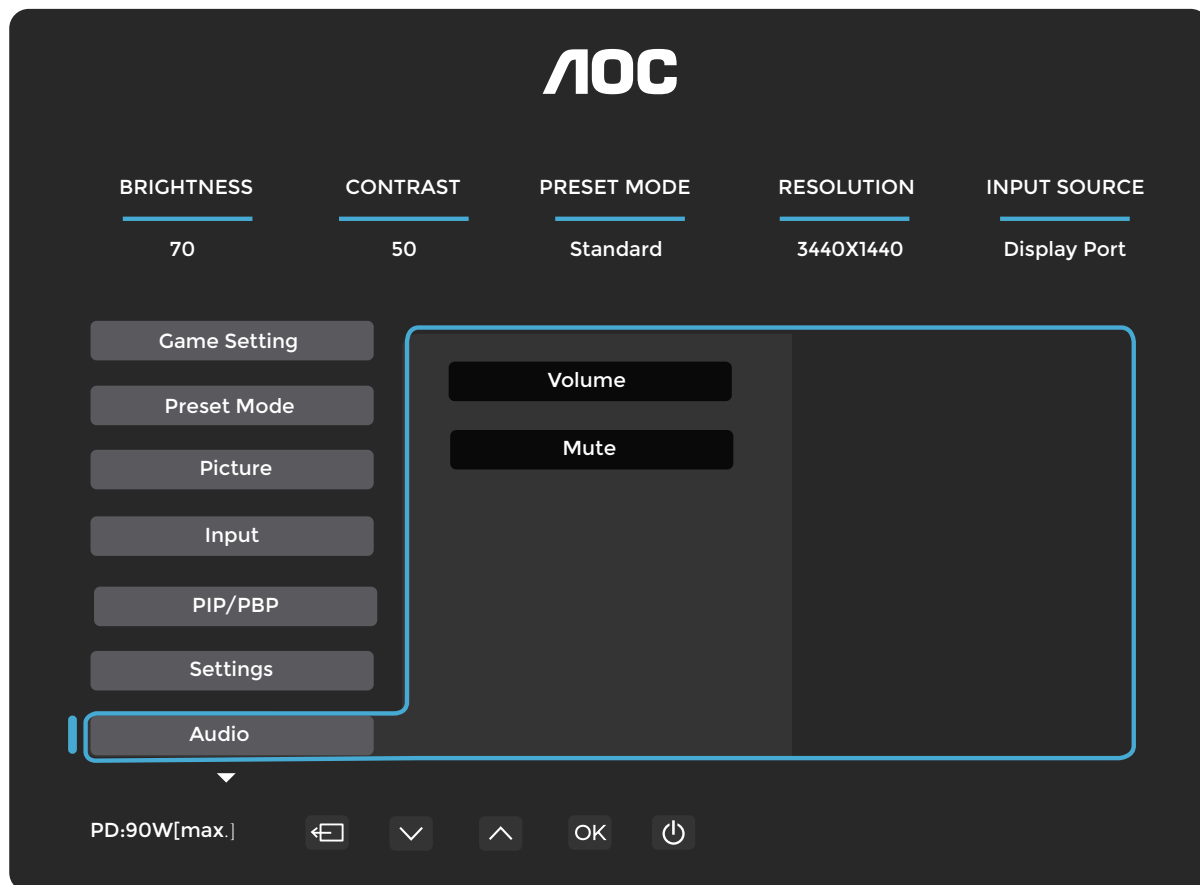 AOC
BRIGHTNESS CONTRAST PRESET MODE RESOLUTION INPUT SOURCE
70 50 Standard 3440X1440 Display Port
Game Setting
Volume
Preset Mode
Mute
Picture
Input
PIP/PBP
Settings
Audio
PD:90W[max.] OK